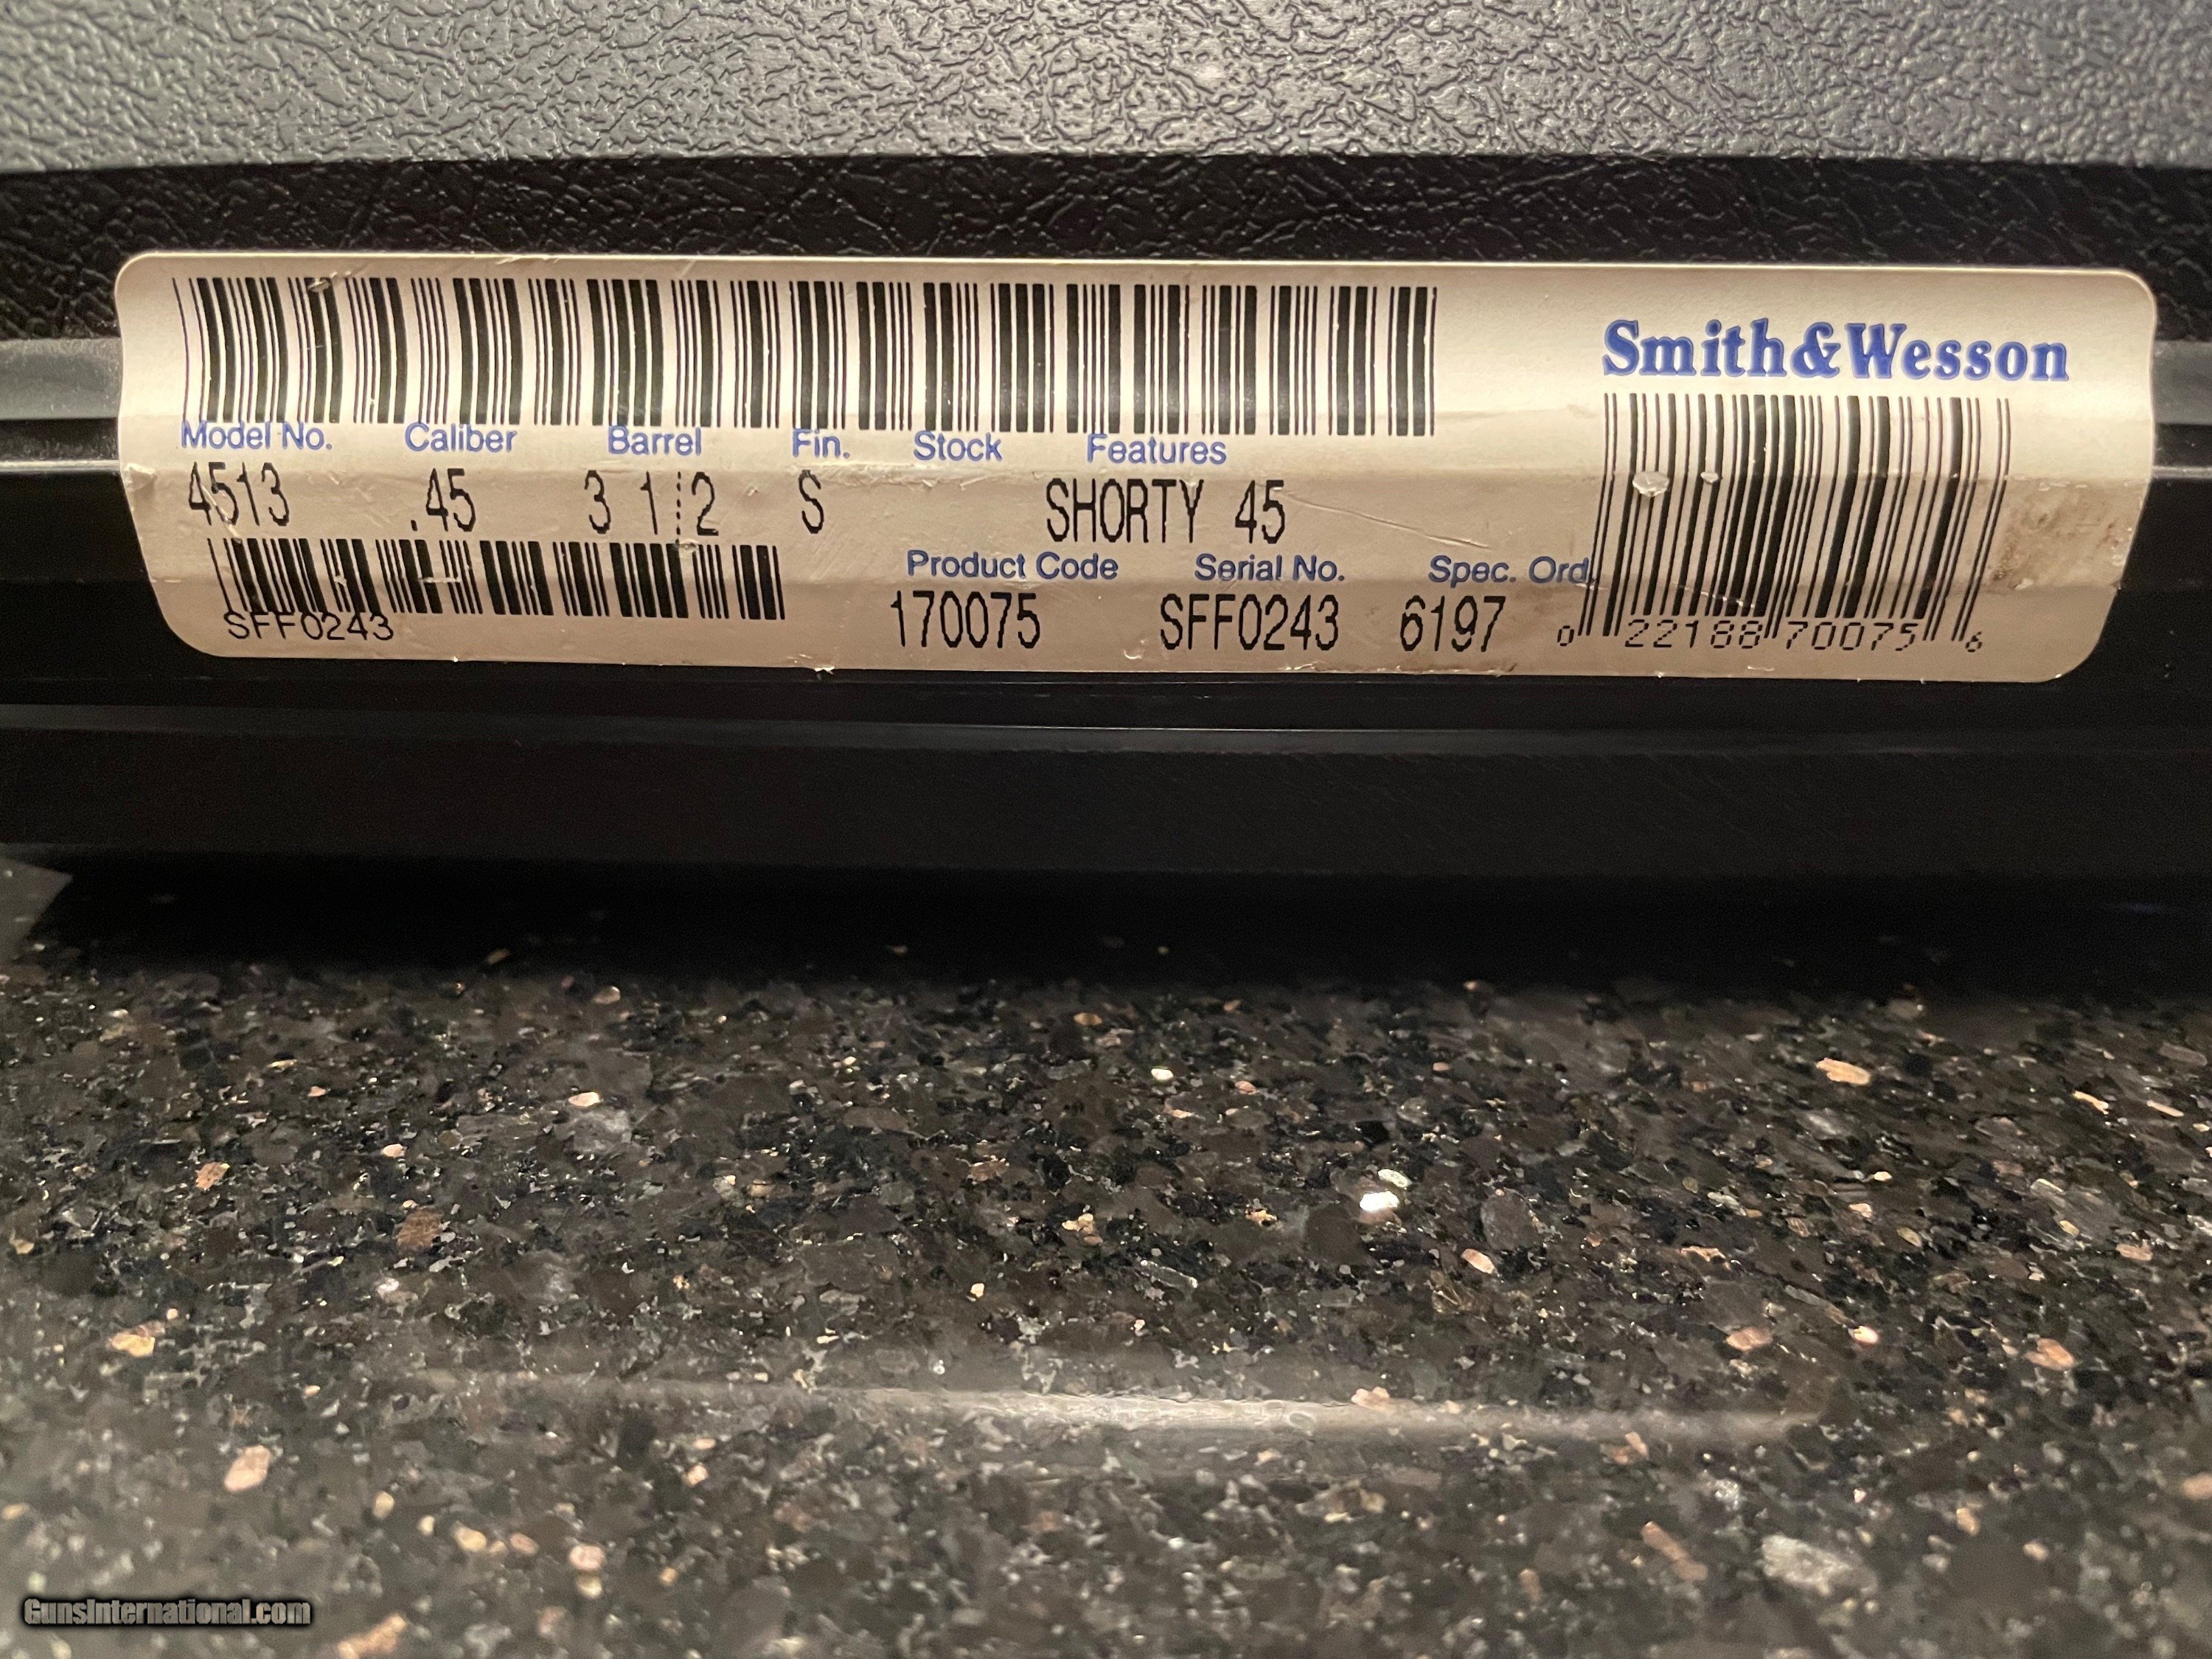 Smith&Wesson
Model No. Caliber Barrel Fin. Stock Features
4513 .45 3 1 2 S SHORTY 45
Product Code Serial No. Spec. Ord
SFF0243 170075 SFF0243 6197 0 22188 70075 6
GunsInternational.com